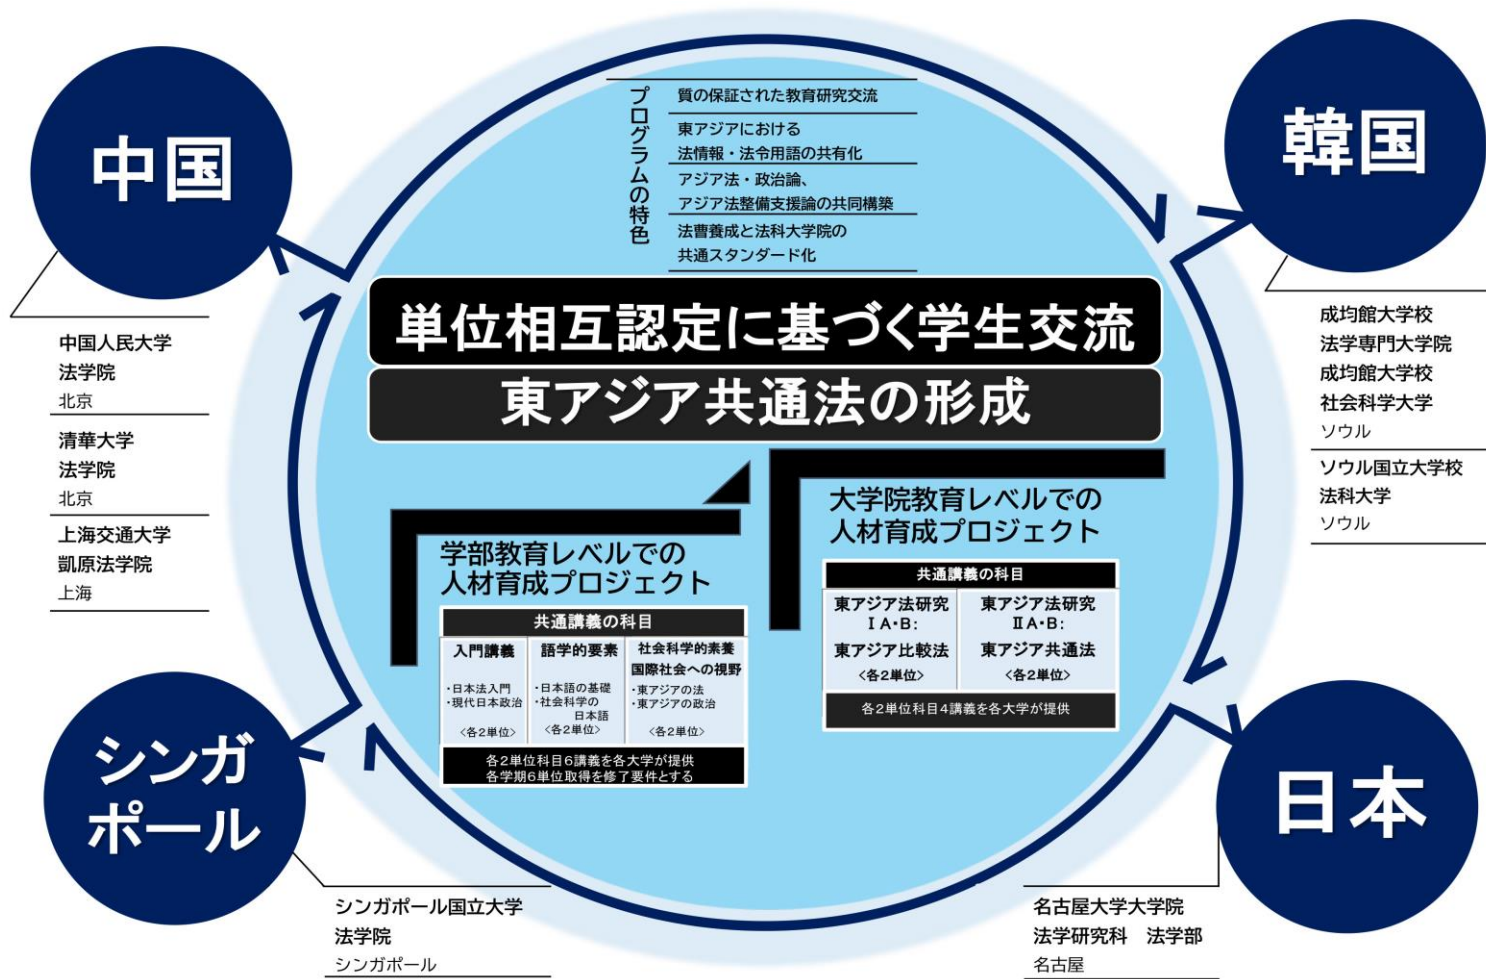 中国
韓国
プログラムの特色
質の保証された教育研究交流
東アジアにおける
法情報・法令用語の共有化
アジア法・政治論、
アジア法整備支援論の共同構築
法曹養成と法科大学院の
共通スタンダード化
単位相互認定に基づく学生交流
東アジア共通法の形成
中国人民大学
法学院
北京
清華大学
法学院
北京
上海交通大学
凱原法学院
上海
成均館大学校
法学専門大学院
成均館大学校
社会科学大学
ソウル
ソウル国立大学校
法科大学
ソウル
学部教育レベルでの
人材育成プロジェクト
共通講義の科目
入門講義
・日本法入門
・現代日本政治
<各2単位>
語学的要素
・日本語の基礎
・社会科学の
日本語
<各2単位>
社会科学的素養
国際社会への視野
・東アジアの法
・東アジアの政治
<各2単位>
各2単位科目6講義を各大学が提供
各学期6単位取得を修了要件とする
大学院教育レベルでの
人材育成プロジェクト
共通講義の科目
東アジア法研究
ⅠA・B:
東アジア比較法
<各2単位>
東アジア法研究
ⅡA・B:
東アジア共通法
<各2単位>
各2単位科目4講義を各大学が提供
シンガ
ポール
日本
シンガポール国立大学
法学院
シンガポール
名古屋大学大学院
法学研究科 法学部
名古屋